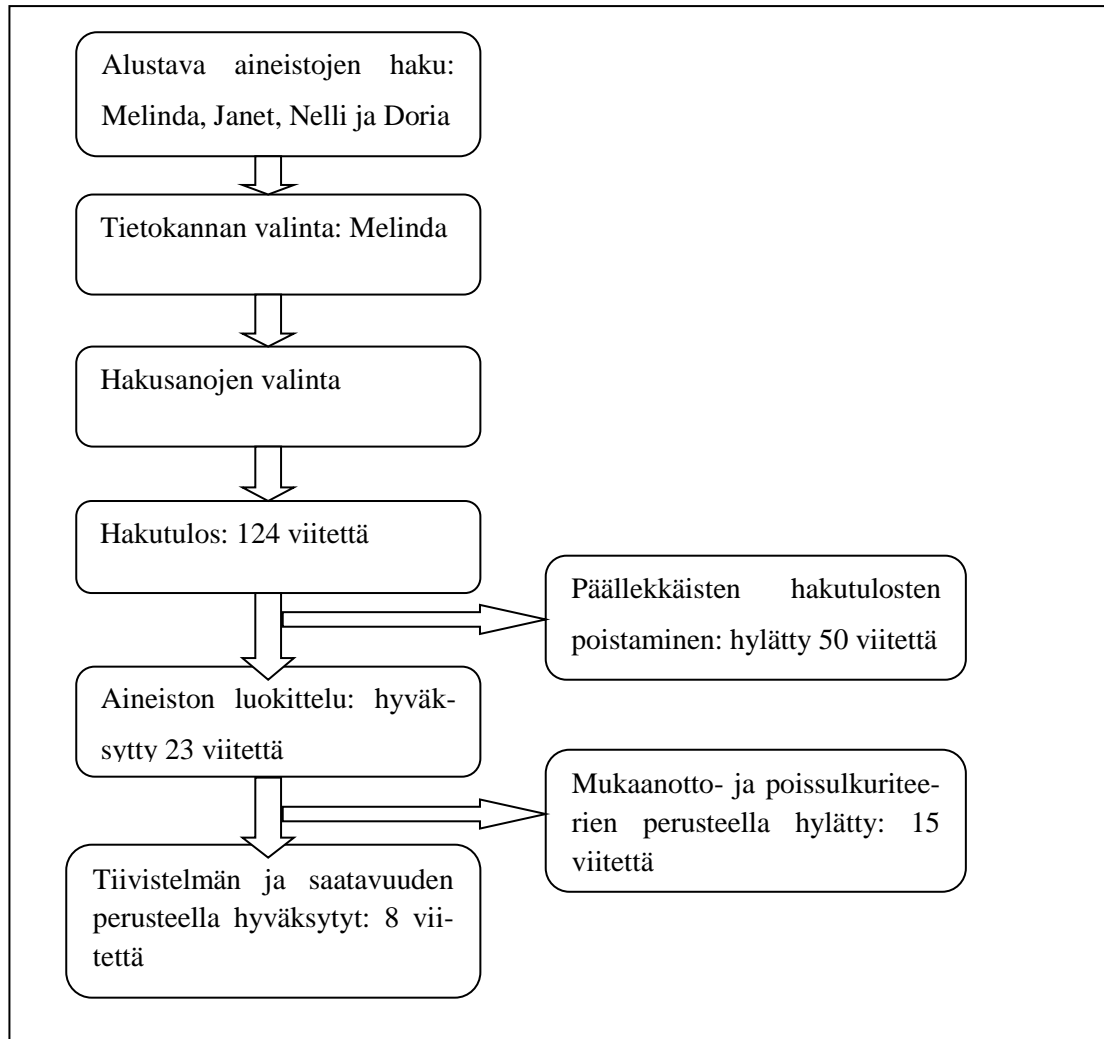 Alustava aineistojen haku:
Melinda, Janet, Nelli ja Doria
Tietokannan valinta: Melinda
Hakusanojen valinta
Hakutulos: 124 viitettä
Päällekkäisten hakutulosten
poistaminen: hylätty 50 viitettä
Aineiston luokittelu: hyväk-
sytty 23 viitettä
Mukaanotto- ja poissulkuritee-
rien perusteella hylätty: 15
viitettä
Tiivistelmän ja saatavuuden
perusteella hyväksytyt: 8 vii-
tettä